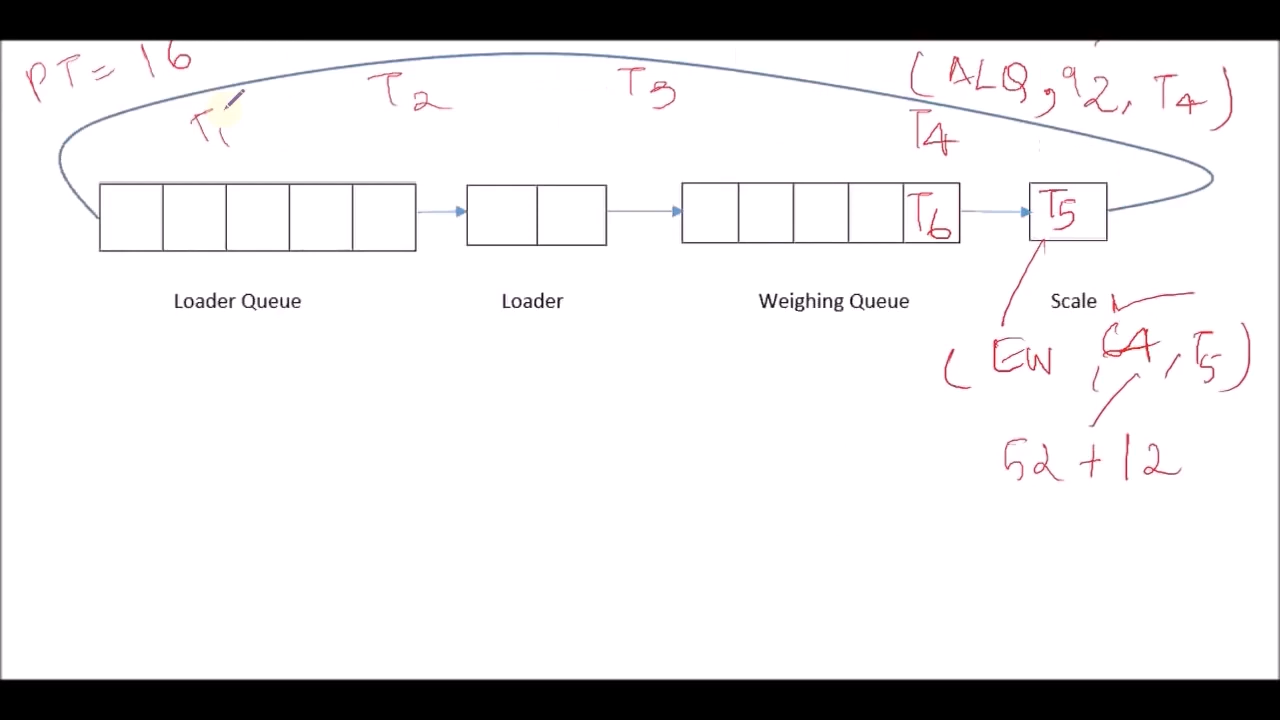 PT = 16
(ALQ, 92, T4)
T1 T2 T3 T4
T6 T5
Loader Queue Loader Weighing Queue Scale
(EW, 64, T5)
52 + 12